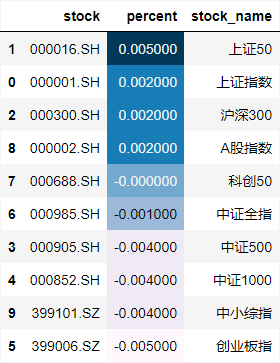 stock percent stock_name
1 000016.SH 0.005000 上证50
0 000001.SH 0.002000 上证指数
2 000300.SH 0.002000 沪深300
8 000002.SH 0.002000 A股指数
7 000688.SH -0.000000 科创50
6 000985.SH -0.001000 中证全指
3 000905.SH -0.004000 中证500
4 000852.SH -0.004000 中证1000
9 399101.SZ -0.004000 中小综指
5 399006.SZ -0.005000 创业板指